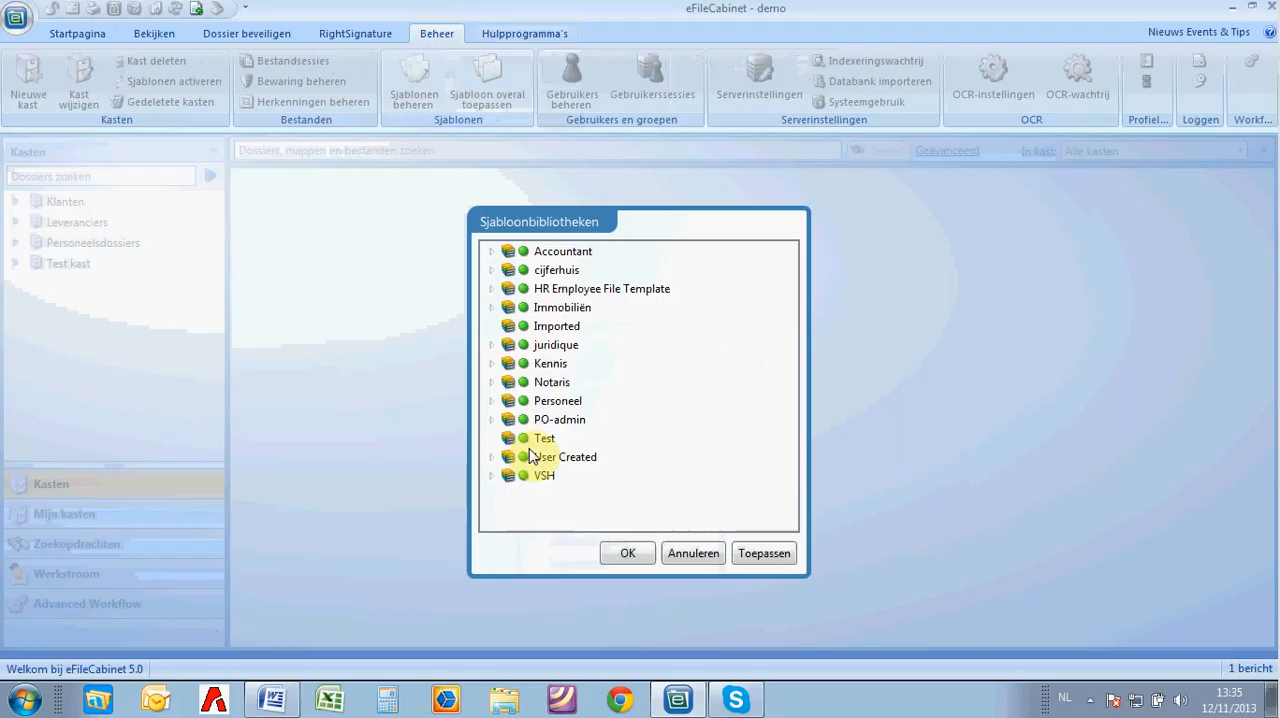 eFileCabinet - demo
Startpagina Bekijken Dossier beveiligen RightSignature Beheer Hulpprogramma's Nieuws Events & Tips
Nieuwe kast
Kast wijzigen
Kast deleten
Sjablonen activeren
Gedeletete kasten
Kasten
Bestandsessies
Bewaring beheren
Herkenningen beheren
Bestanden
Sjablonen beheren
Sjabloon overal toepassen
Sjablonen
Gebruikers beheren
Gebruikerssessies
Gebruikers en groepen
Serverinstellingen
Indexeringswachtrij
Databank importeren
Systeemgebruik
Serverinstellingen
OCR-instellingen
OCR-wachtrij
OCR
Profiel...
Loggen
Workf...
Kasten
Dossiers zoeken
Klanten
Leveranciers
Personeelsdossiers
Test kast
Dossiers, mappen en bestanden zoeken
Geavanceerd
In kast:
Alle kasten
Sjabloonbibliotheken
Accountant
cijferhuis
HR Employee File Template
Immobiliën
Imported
juridique
Kennis
Notaris
Personeel
PO-admin
Test
User Created
VSH
OK Annuleren Toepassen
Kasten
Mijn kasten
Zoekopdrachten
Werkstroom
Advanced Workflow
Welkom bij eFileCabinet 5.0
1 bericht
NL
13:35
12/11/2013